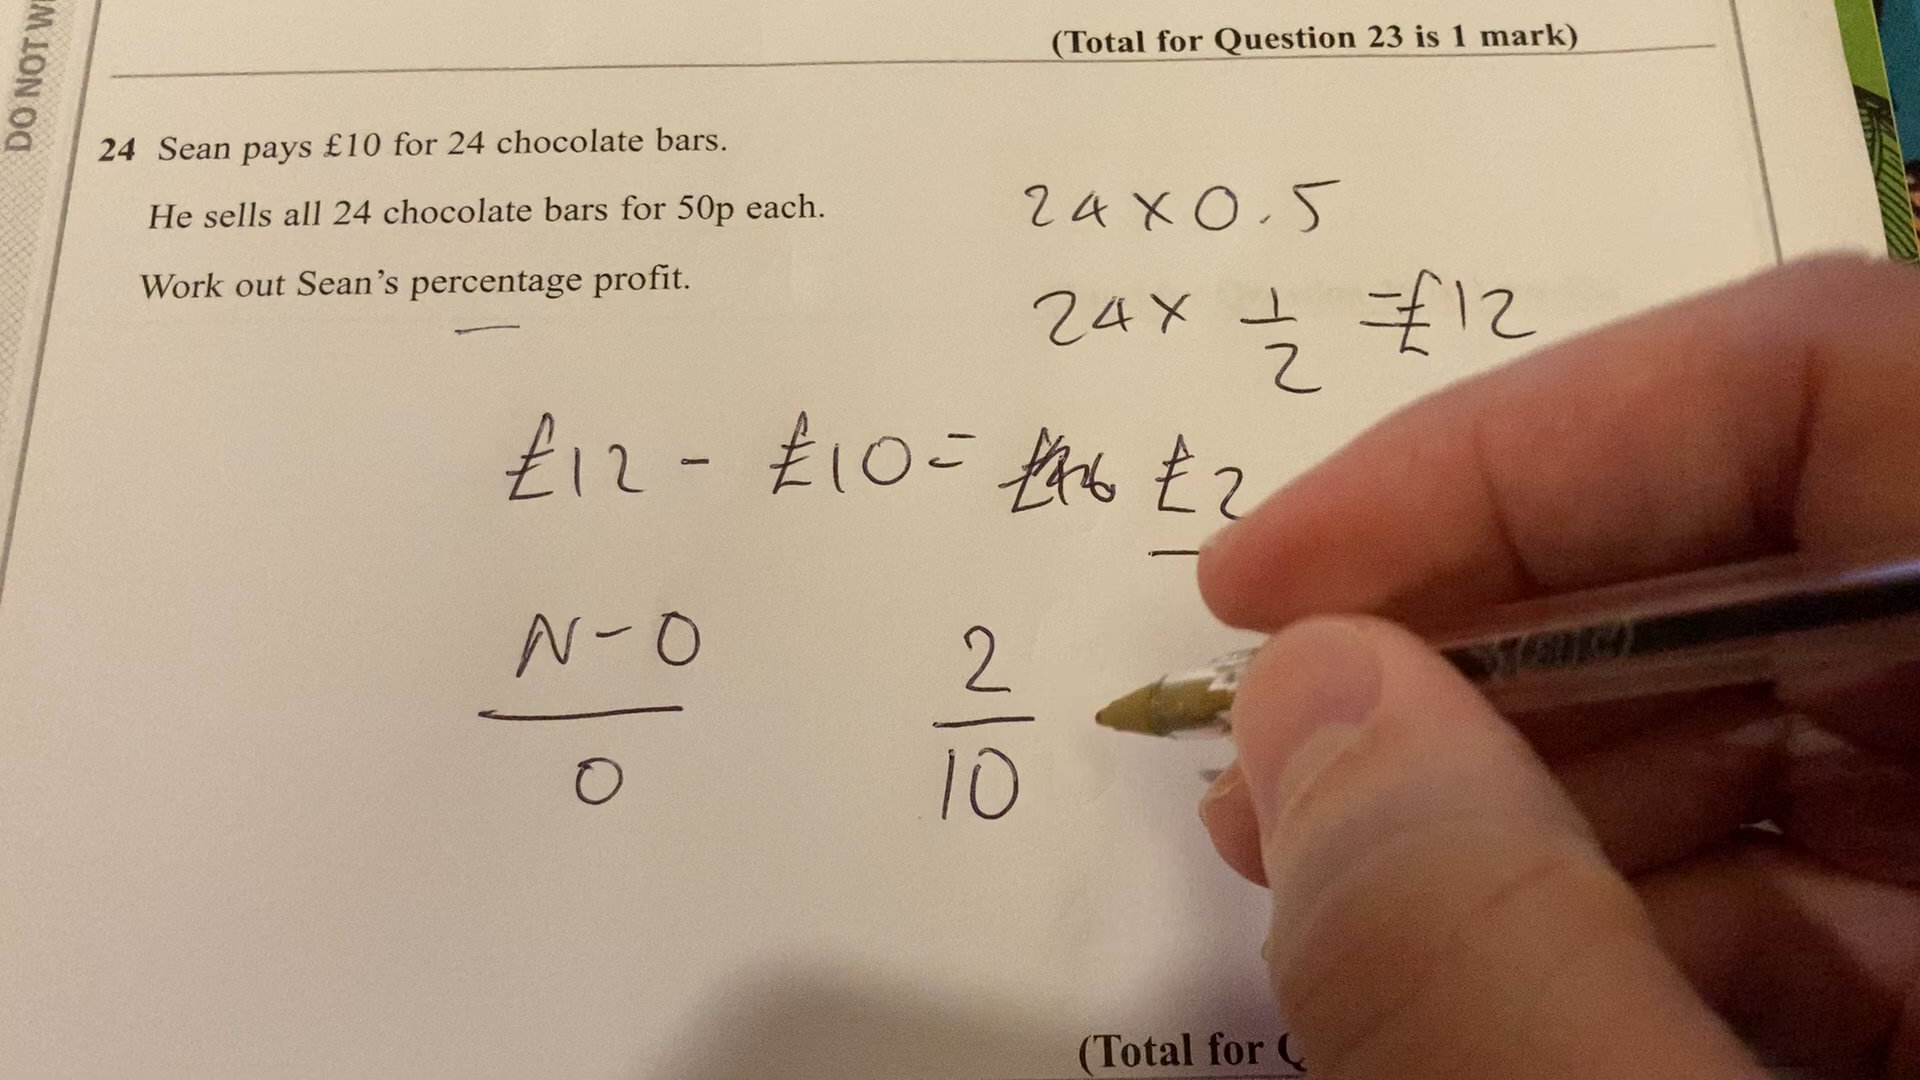 DO NOT W
(Total for Question 23 is 1 mark)
24 Sean pays £10 for 24 chocolate bars.
He sells all 24 chocolate bars for 50p each.
Work out Sean's percentage profit.
24 × 0.5
24 × 1/2 = £12
£12 - £10 = £2
N-O
O
2
10
(Total for